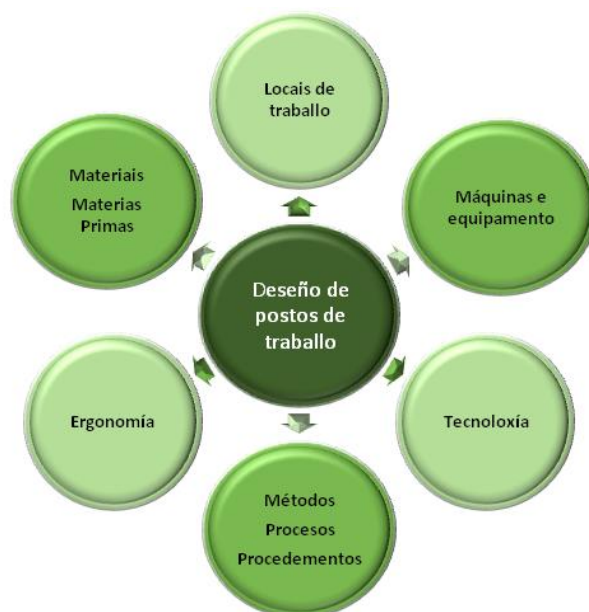 Locais de
traballo
Materiais
Materias
Primas
Máquinas e
equipamento
Deseño de
postos de
traballo
Ergonomía
Tecnoloxía
Métodos
Procesos
Procedementos